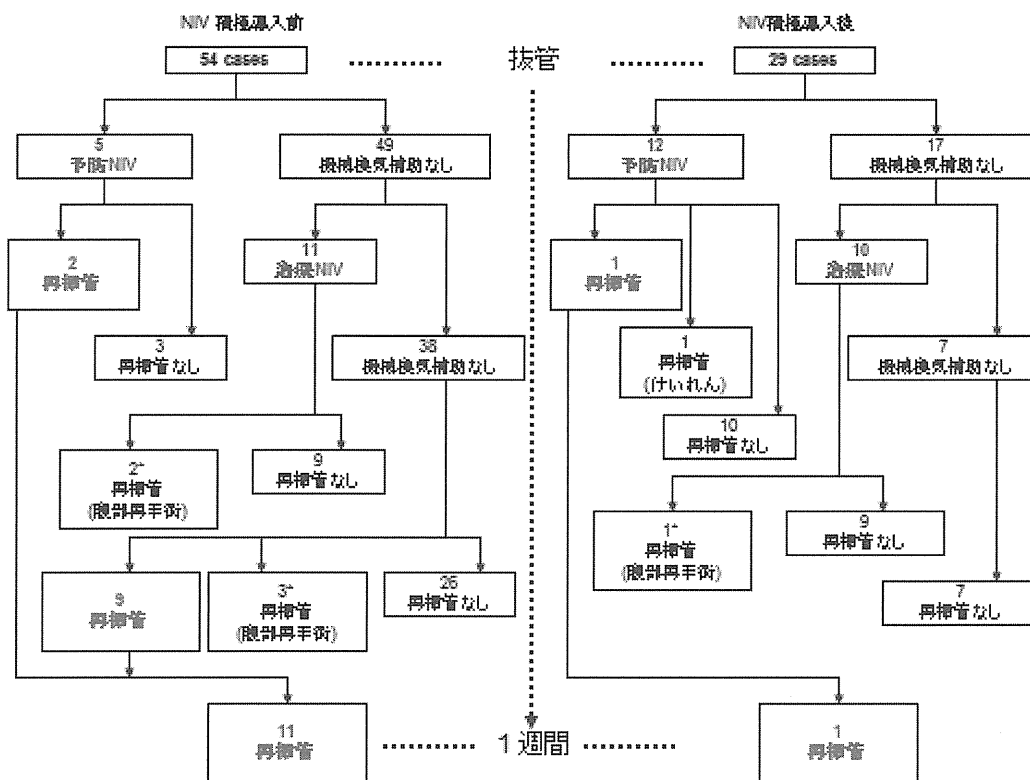 NIV 積極導入前
54 cases
5
予防NIV
49
機械換気補助なし
2
再挿管
3
再挿管なし
11
治療NIV
38
機械換気補助なし
2*
再挿管
(腹部再手術)
9
再挿管なし
9
再挿管
3*
再挿管
(腹部再手術)
26
再挿管なし
11
再挿管
抜管
1週間
NIV積極導入後
29 cases
12
予防NIV
17
機械換気補助なし
1
再挿管
1
再挿管
(けいれん)
10
再挿管なし
10
治療NIV
7
機械換気補助なし
1*
再挿管
(腹部再手術)
9
再挿管なし
7
再挿管なし
1
再挿管